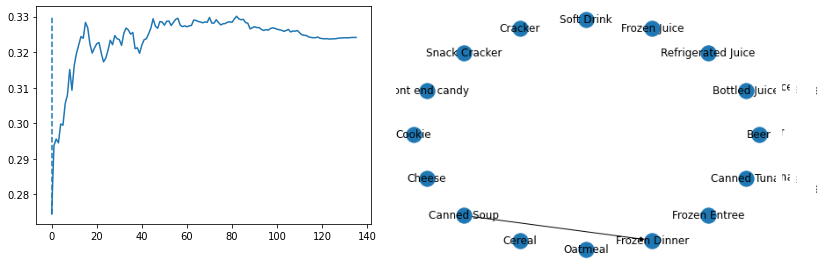 0.33
0.32
0.31
0.30
0.29
0.28
0
20
40
60
80
100
120
140
Soft Drink
Cracker
Frozen Juice
Snack Cracker
Refrigerated Juice
ont end candy
Bottled Juice
Cookie
Beer
Cheese
Canned Tuna
Canned Soup
Frozen Entree
Cereal
Frozen Dinner
Oatmeal